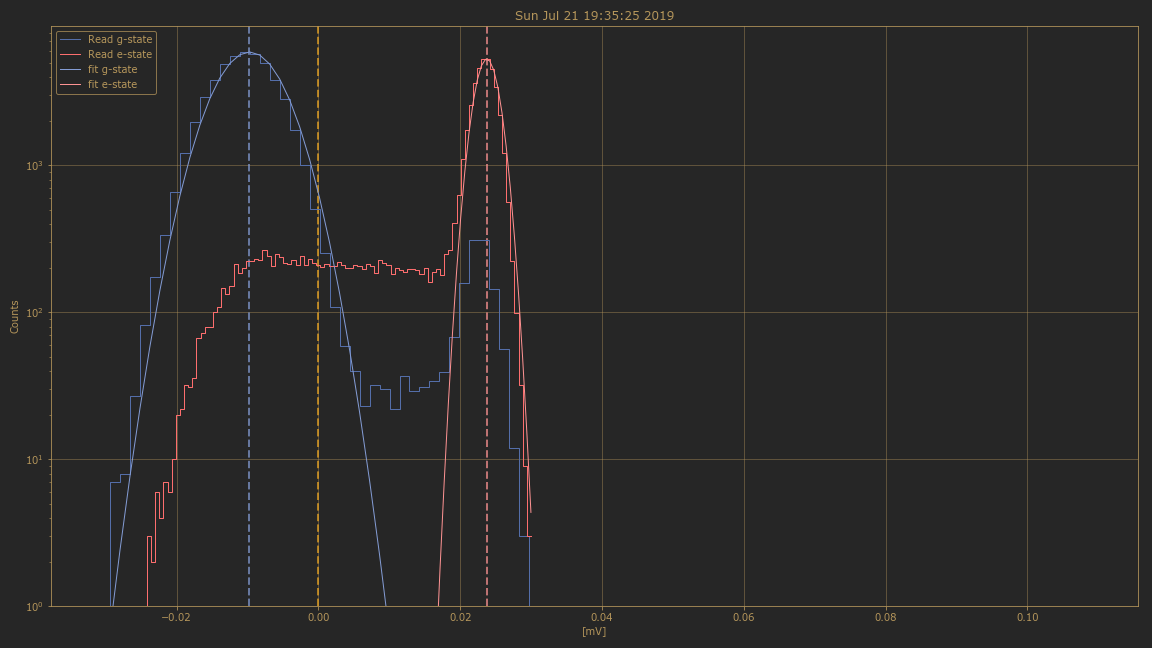 Sun Jul 21 19:35:25 2019
Read g-state
Read e-state
fit g-state
fit e-state
Counts
10³
10²
10¹
10⁰
−0.02
0.00
0.02
0.04
0.06
0.08
0.10
[mV]